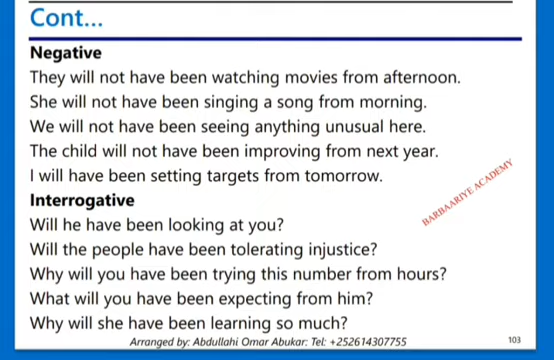 Cont...
Negative
They will not have been watching movies from afternoon.
She will not have been singing a song from morning.
We will not have been seeing anything unusual here.
The child will not have been improving from next year.
I will have been setting targets from tomorrow.
BARBAARIYE ACADEMY
Interrogative
Will he have been looking at you?
Will the people have been tolerating injustice?
Why will you have been trying this number from hours?
What will you have been expecting from him?
Why will she have been learning so much?
Arranged by: Abdullahi Omar Abukar: Tel: +252614307755
103